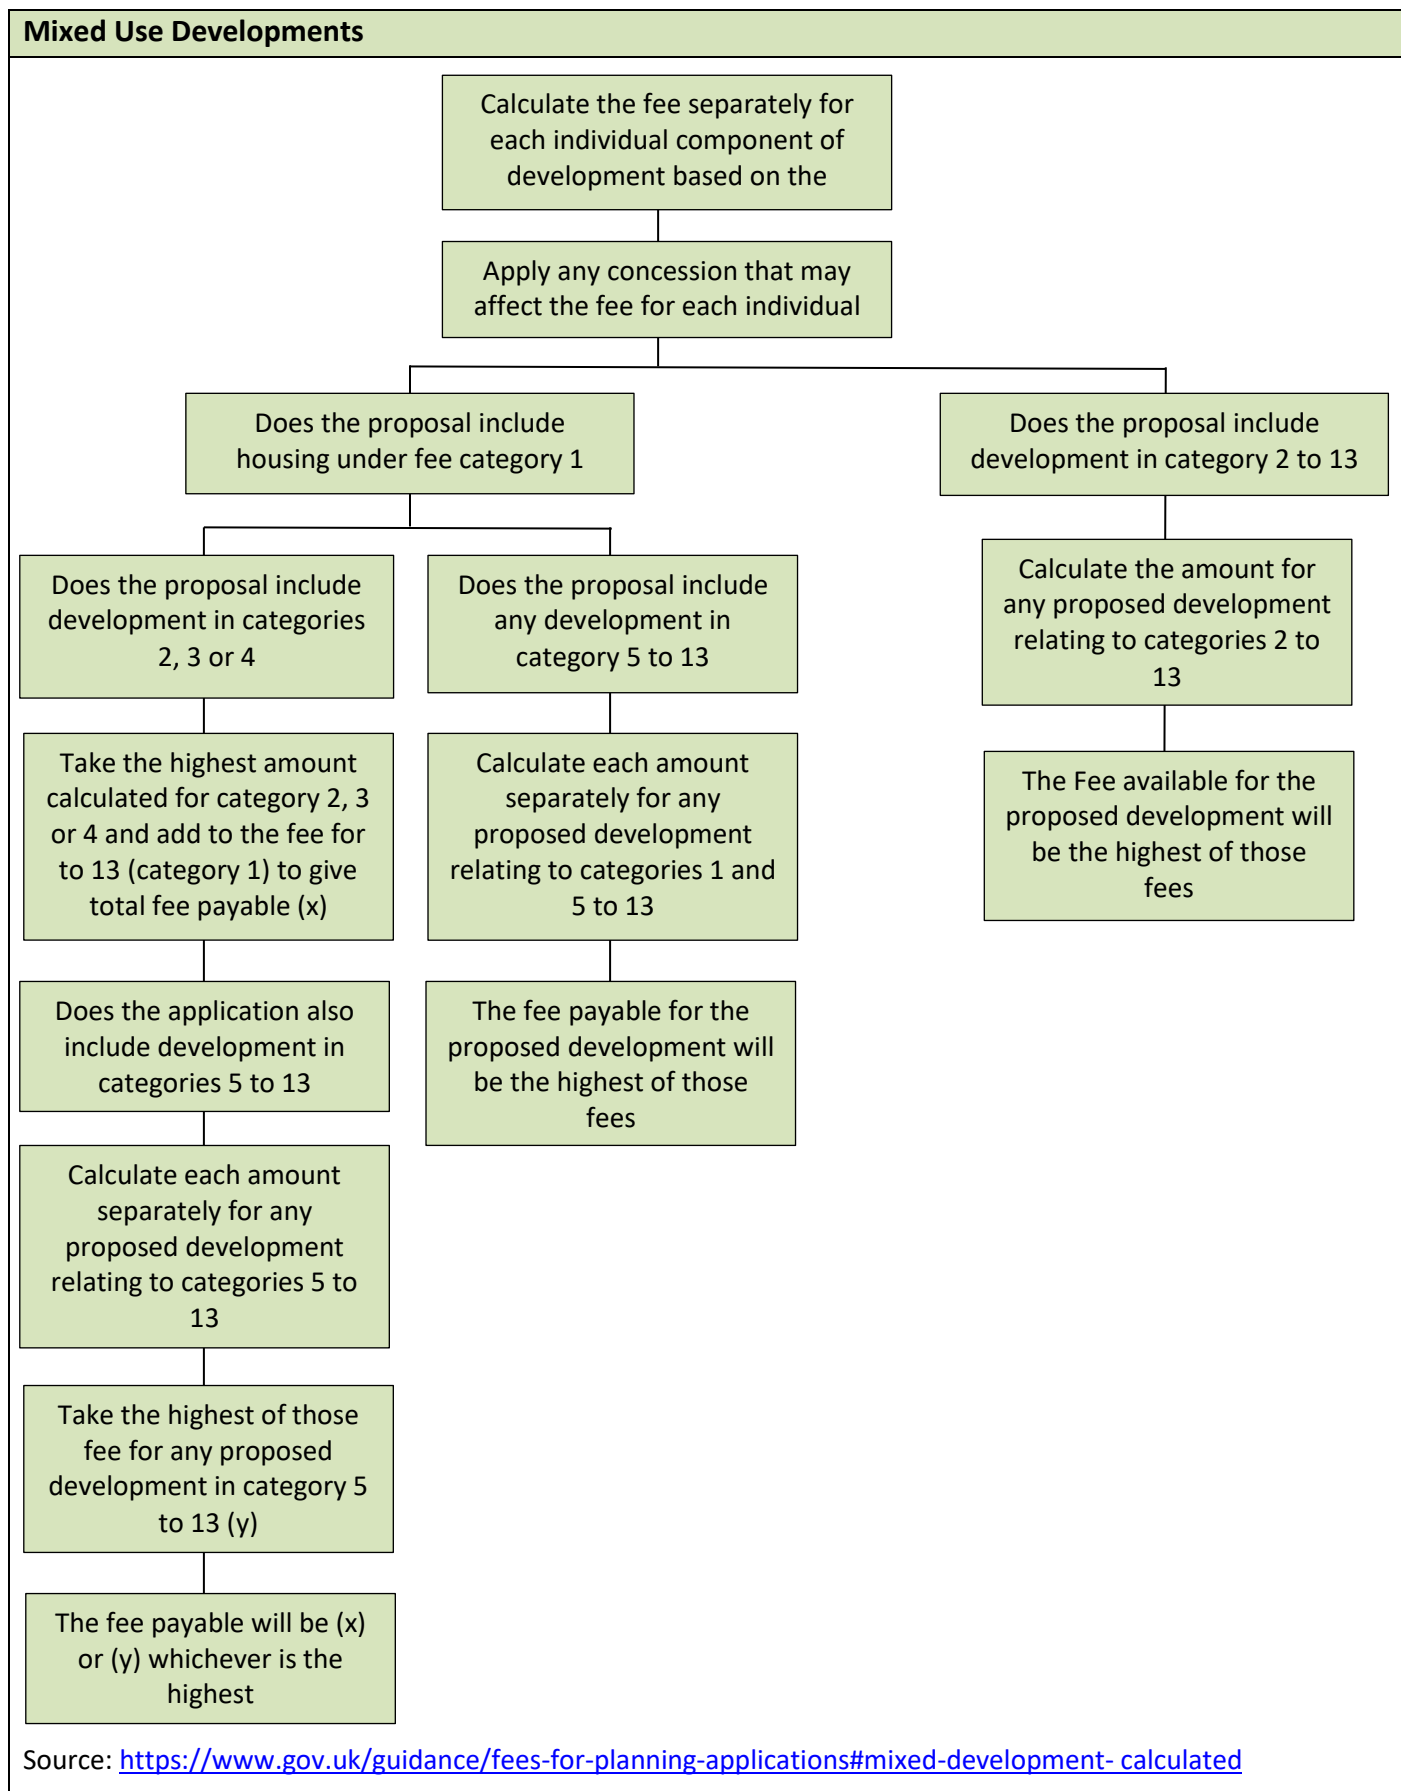 Mixed Use Developments
Calculate the fee separately for
each individual component of
development based on the
Apply any concession that may
affect the fee for each individual
Does the proposal include
housing under fee category 1
Does the proposal include
development in category 2 to 13
Does the proposal include
development in categories
2, 3 or 4
Does the proposal include
any development in
category 5 to 13
Calculate the amount for
any proposed development
relating to categories 2 to
13
Take the highest amount
calculated for category 2, 3
or 4 and add to the fee for
to 13 (category 1) to give
total fee payable (x)
Calculate each amount
separately for any
proposed development
relating to categories 1 and
5 to 13
The Fee available for the
proposed development will
be the highest of those
fees
Does the application also
include development in
categories 5 to 13
The fee payable for the
proposed development will
be the highest of those
fees
Calculate each amount
separately for any
proposed development
relating to categories 5 to
13
Take the highest of those
fee for any proposed
development in category 5
to 13 (y)
The fee payable will be (x)
or (y) whichever is the
highest
Source: https://www.gov.uk/guidance/fees-for-planning-applications#mixed-development- calculated